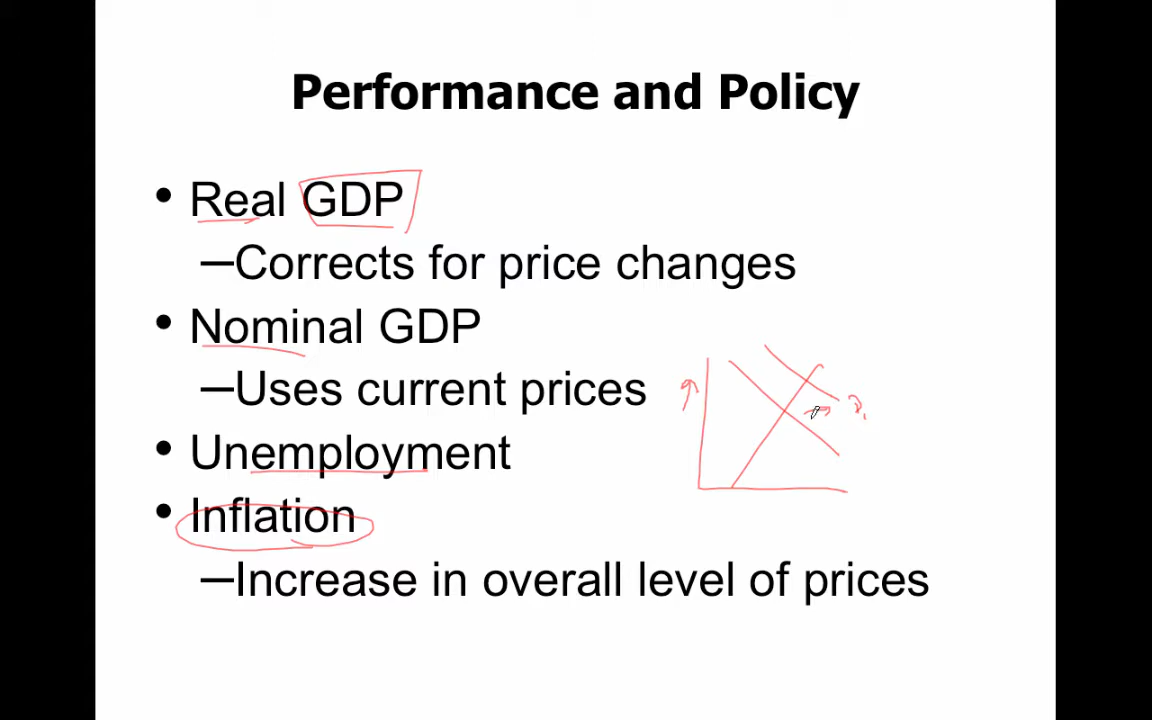 Performance and Policy
• Real GDP
–Corrects for price changes
• Nominal GDP
–Uses current prices
• Unemployment
• Inflation
–Increase in overall level of prices